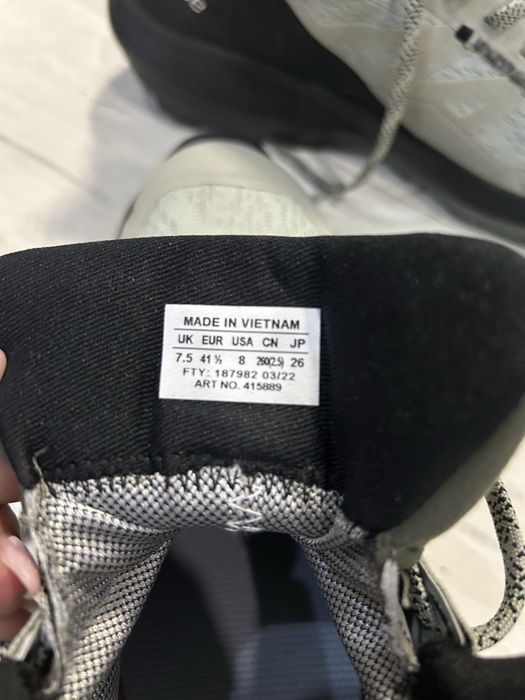 MADE IN VIETNAM
UK EUR USA CN JP
7.5 41 ½ 8 260(2.5) 26
FTY: 187982 03/22
ART NO. 415889